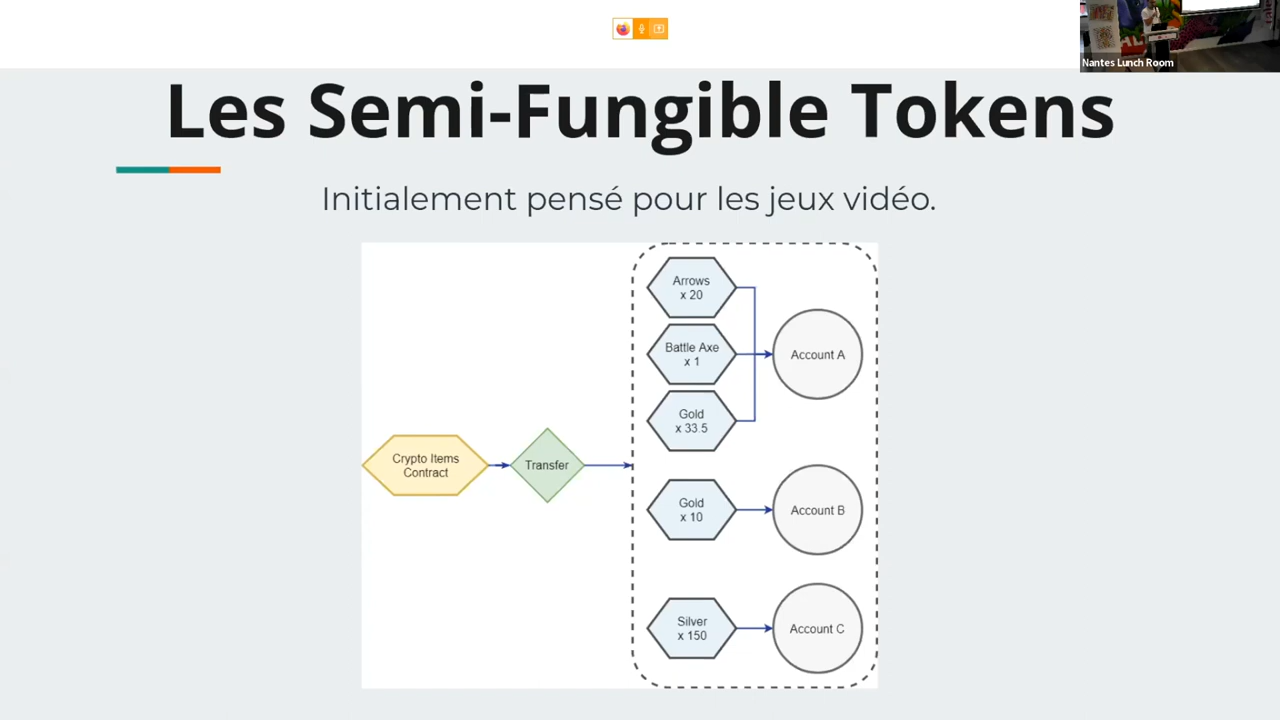 Nantes Lunch Room
Les Semi-Fungible Tokens
Initialement pensé pour les jeux vidéo.
Arrows
x 20
Battle Axe
x 1
Account A
Gold
x 33.5
Crypto Items
Contract
Transfer
Gold
x 10
Account B
Silver
x 150
Account C